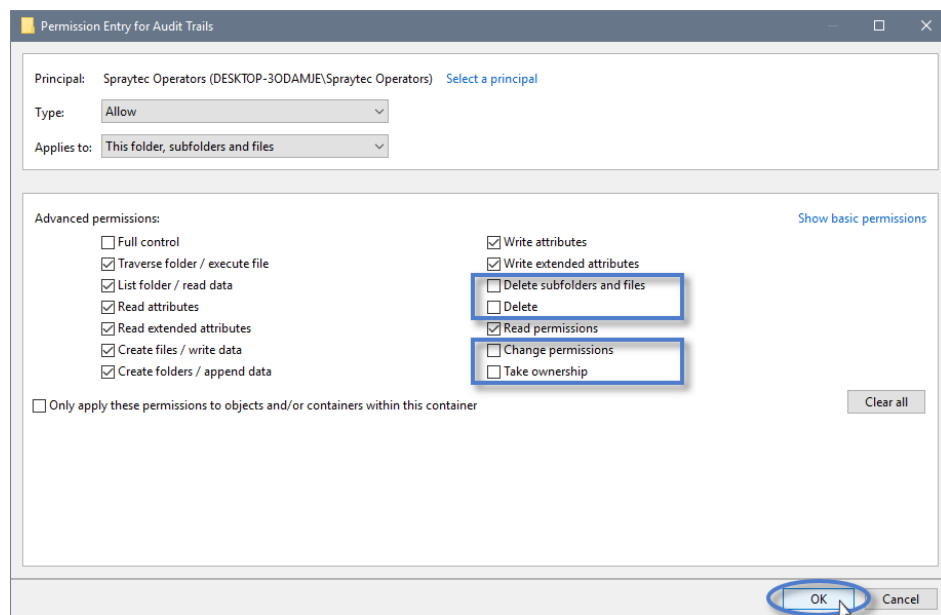 Permission Entry for Audit Trails
Principal: Spraytec Operators (DESKTOP-3ODAMJE\Spraytec Operators) Select a principal
Type: Allow
Applies to: This folder, subfolders and files
Advanced permissions: Show basic permissions
Full control
Traverse folder / execute file
List folder / read data
Read attributes
Read extended attributes
Create files / write data
Create folders / append data
Write attributes
Write extended attributes
Delete subfolders and files
Delete
Read permissions
Change permissions
Take ownership
Only apply these permissions to objects and/or containers within this container
Clear all
OK Cancel